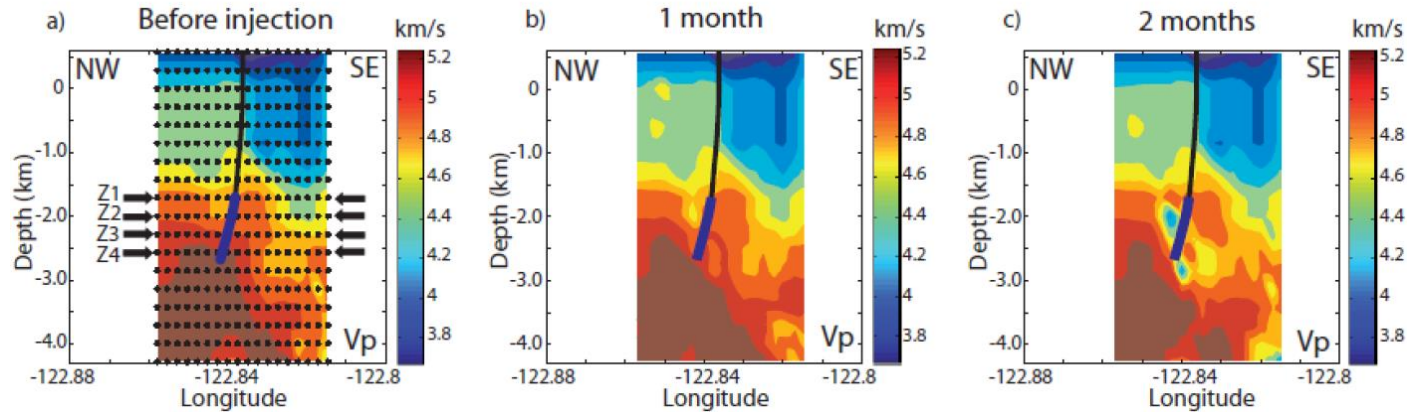 a) Before injection km/s
NW SE
5.2
5
4.8
4.6
4.4
4.2
4
3.8
0
-1.0
-2.0
-3.0
-4.0
Depth (km)
Z1
Z2
Z3
Z4
Vp
-122.88 -122.84 -122.8
Longitude
b) 1 month km/s
NW SE
5.2
5
4.8
4.6
4.4
4.2
4
3.8
0
-1.0
-2.0
-3.0
-4.0
Depth (km)
Vp
-122.88 -122.84 -122.8
Longitude
c) 2 months km/s
NW SE
5.2
5
4.8
4.6
4.4
4.2
4
3.8
0
-1.0
-2.0
-3.0
-4.0
Depth (km)
Vp
-122.88 -122.84 -122.8
Longitude